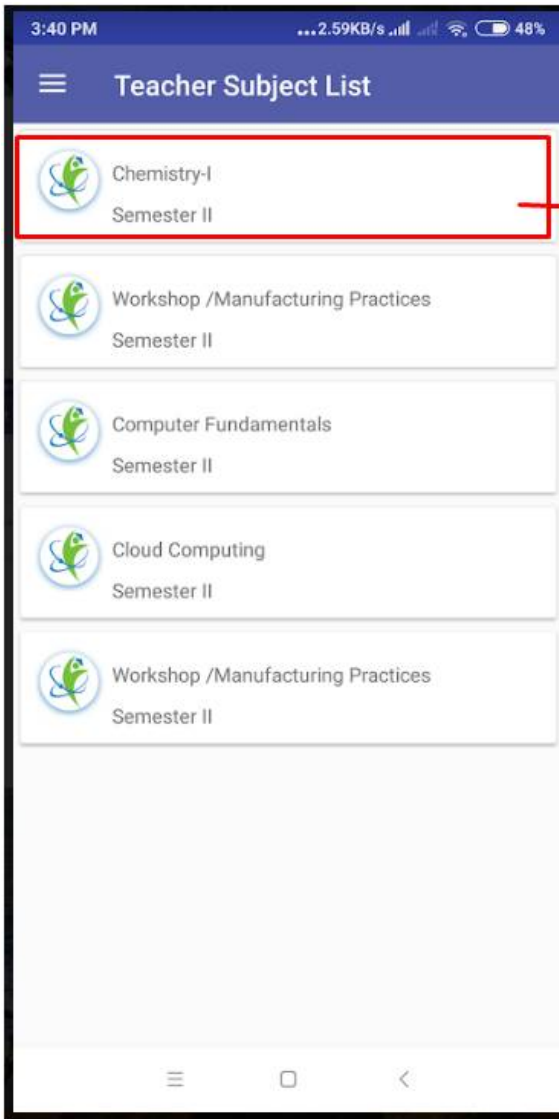 3:40 PM ...2.59KB/s 48%
Teacher Subject List
Chemistry-I
Semester II
Workshop /Manufacturing Practices
Semester II
Computer Fundamentals
Semester II
Cloud Computing
Semester II
Workshop /Manufacturing Practices
Semester II